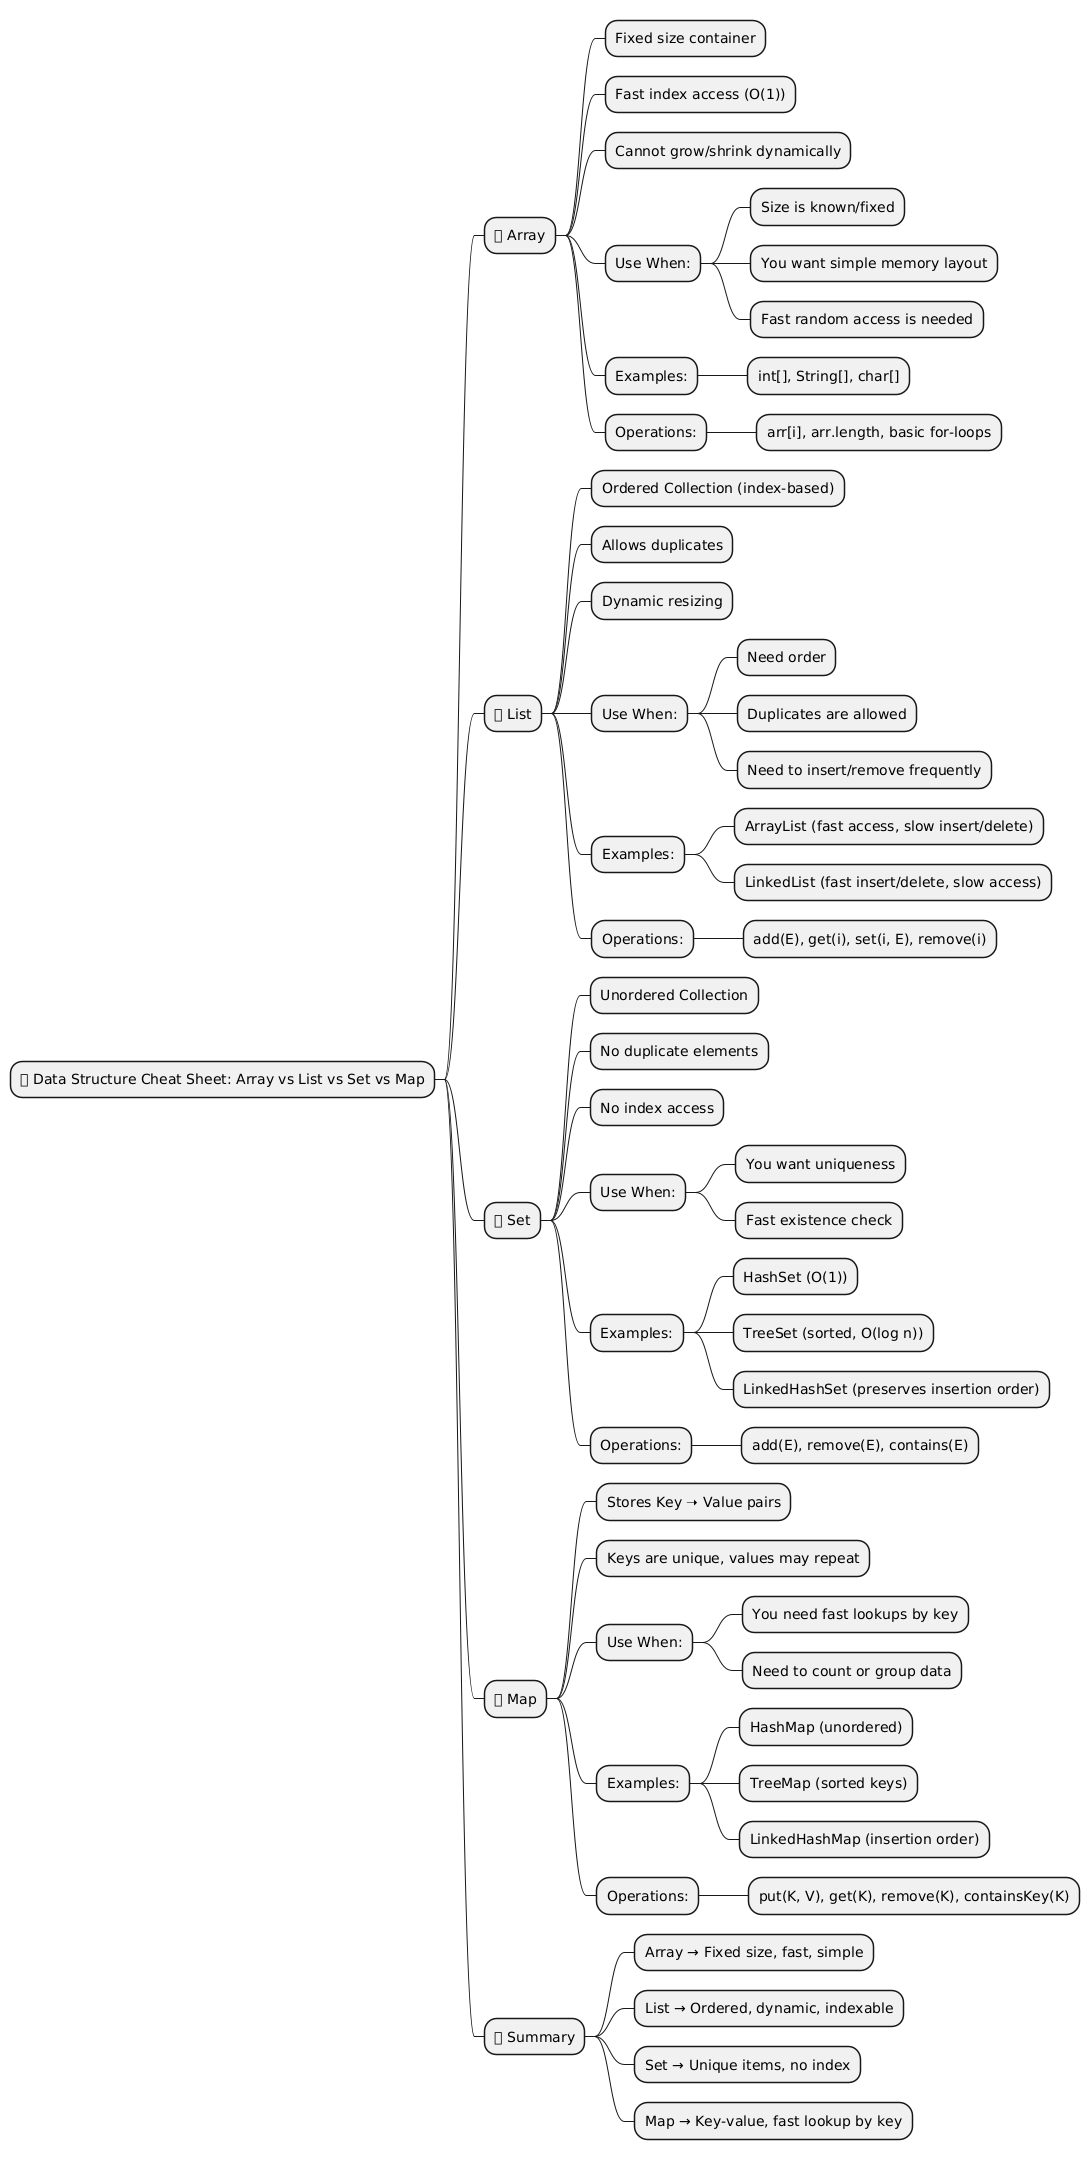 Data Structure Cheat Sheet: Array vs List vs Set vs Map
Array
Fixed size container
Fast index access (O(1))
Cannot grow/shrink dynamically
Use When:
Size is known/fixed
You want simple memory layout
Fast random access is needed
Examples:
int[], String[], char[]
Operations:
arr[i], arr.length, basic for-loops
List
Ordered Collection (index-based)
Allows duplicates
Dynamic resizing
Use When:
Need order
Duplicates are allowed
Need to insert/remove frequently
Examples:
ArrayList (fast access, slow insert/delete)
LinkedList (fast insert/delete, slow access)
Operations:
add(E), get(i), set(i, E), remove(i)
Set
Unordered Collection
No duplicate elements
No index access
Use When:
You want uniqueness
Fast existence check
Examples:
HashSet (O(1))
TreeSet (sorted, O(log n))
LinkedHashSet (preserves insertion order)
Operations:
add(E), remove(E), contains(E)
Map
Stores Key ➝ Value pairs
Keys are unique, values may repeat
Use When:
You need fast lookups by key
Need to count or group data
Examples:
HashMap (unordered)
TreeMap (sorted keys)
LinkedHashMap (insertion order)
Operations:
put(K, V), get(K), remove(K), containsKey(K)
Summary
Array → Fixed size, fast, simple
List → Ordered, dynamic, indexable
Set → Unique items, no index
Map → Key-value, fast lookup by key